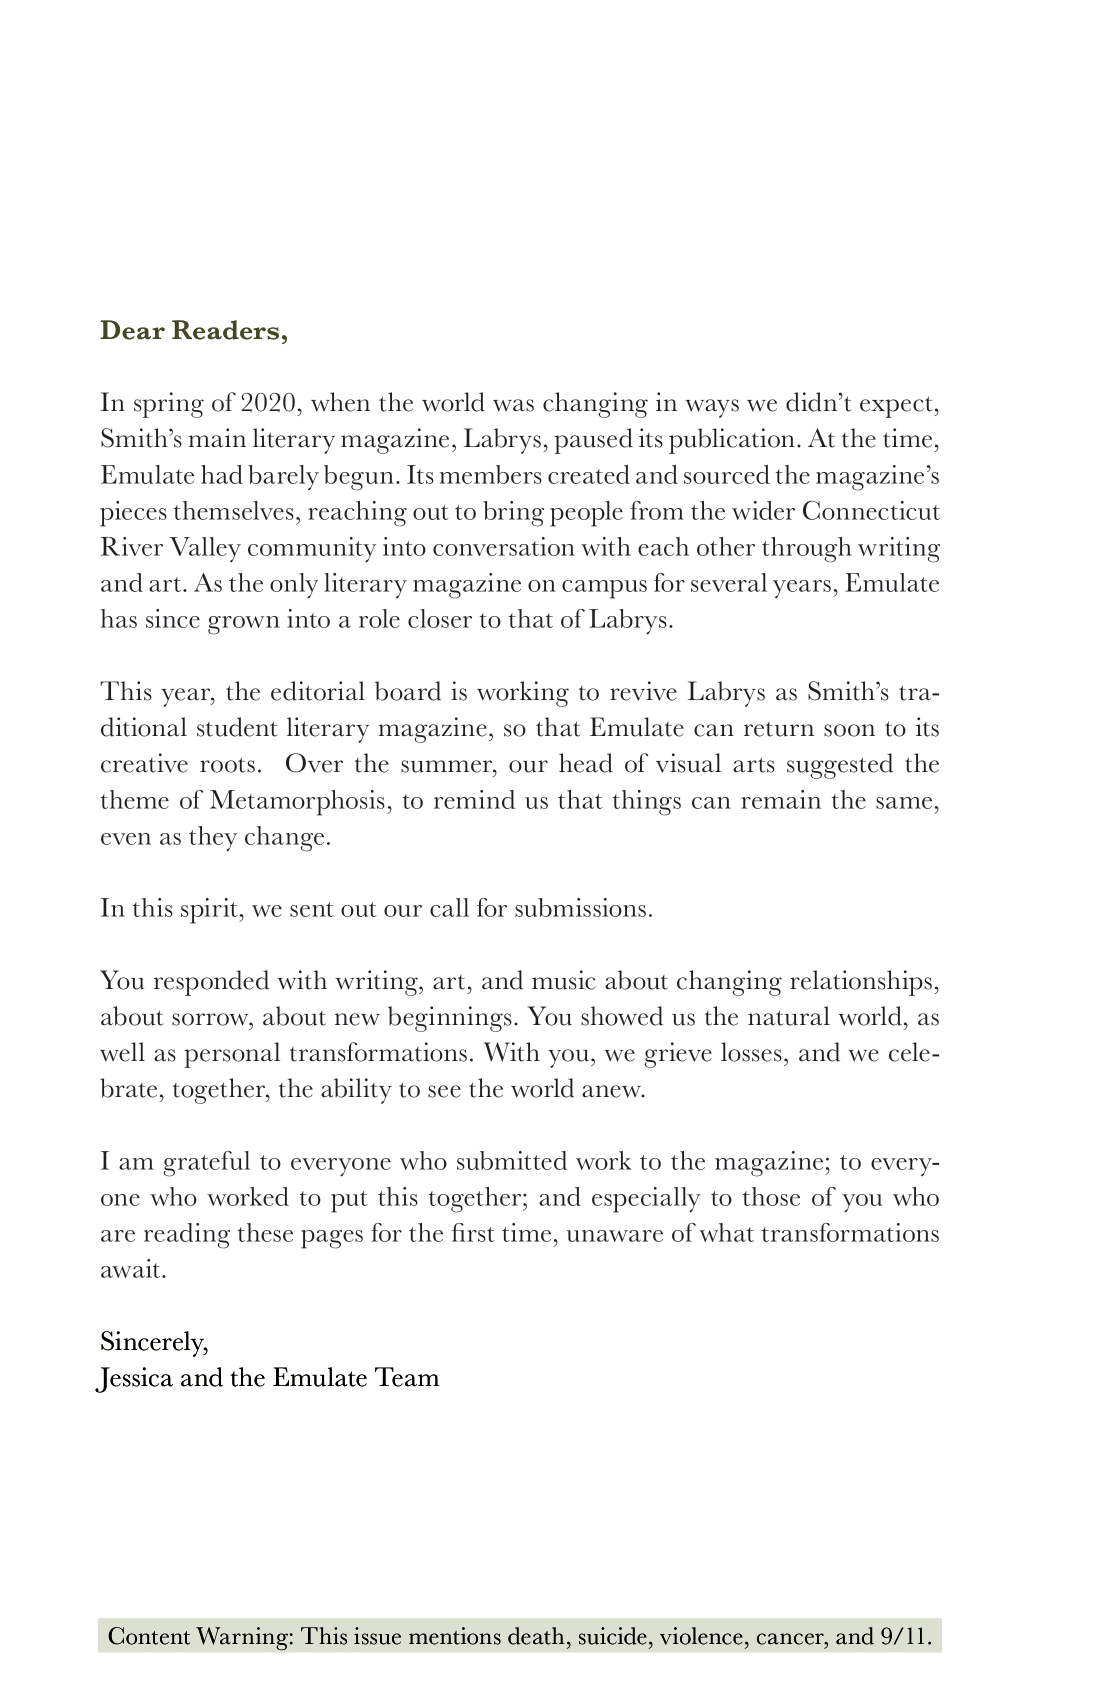 Dear Readers,
In spring of 2020, when the world was changing in ways we didn’t expect,
Smith’s main literary magazine, Labrys, paused its publication. At the time,
Emulate had barely begun. Its members created and sourced the magazine’s
pieces themselves, reaching out to bring people from the wider Connecticut
River Valley community into conversation with each other through writing
and art. As the only literary magazine on campus for several years, Emulate
has since grown into a role closer to that of Labrys.
This year, the editorial board is working to revive Labrys as Smith’s tra-
ditional student literary magazine, so that Emulate can return soon to its
creative roots.  Over the summer, our head of visual arts suggested the
theme of Metamorphosis, to remind us that things can remain the same,
even as they change.
In this spirit, we sent out our call for submissions.
You responded with writing, art, and music about changing relationships,
about sorrow, about new beginnings. You showed us the natural world, as
well as personal transformations. With you, we grieve losses, and we cele-
brate, together, the ability to see the world anew.
I am grateful to everyone who submitted work to the magazine; to every-
one who worked to put this together; and especially to those of you who
are reading these pages for the first time, unaware of what transformations
await.
Sincerely,
Jessica and the Emulate Team
Content Warning: This issue mentions death, suicide, violence, cancer, and 9/11.